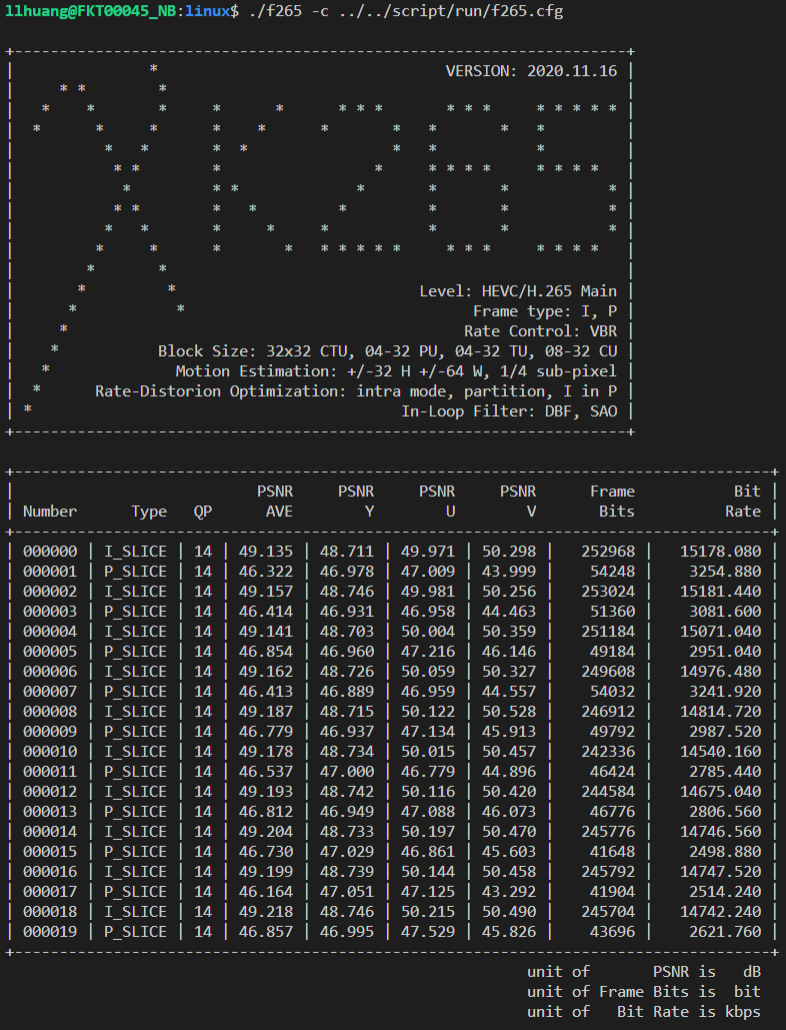 llhuang@FKT00045_NB:linux$ ./f265 -c ../../script/run/f265.cfg
VERSION: 2020.11.16
XK265
Level: HEVC/H.265 Main
Frame type: I, P
Rate Control: VBR
Block Size: 32x32 CTU, 04-32 PU, 04-32 TU, 08-32 CU
Motion Estimation: +/-32 H +/-64 W, 1/4 sub-pixel
Rate-Distorion Optimization: intra mode, partition, I in P
In-Loop Filter: DBF, SAO
PSNR PSNR PSNR PSNR Frame Bit
Number Type QP AVE Y U V Bits Rate
000000 | I_SLICE | 14 | 49.135 | 48.711 | 49.971 | 50.298 | 252968 | 15178.080
000001 | P_SLICE | 14 | 46.322 | 46.978 | 47.009 | 43.999 | 54248 | 3254.880
000002 | I_SLICE | 14 | 49.157 | 48.746 | 49.981 | 50.256 | 253024 | 15181.440
000003 | P_SLICE | 14 | 46.414 | 46.931 | 46.958 | 44.463 | 51360 | 3081.600
000004 | I_SLICE | 14 | 49.141 | 48.703 | 50.004 | 50.359 | 251184 | 15071.040
000005 | P_SLICE | 14 | 46.854 | 46.960 | 47.216 | 46.146 | 49184 | 2951.040
000006 | I_SLICE | 14 | 49.162 | 48.726 | 50.059 | 50.327 | 249608 | 14976.480
000007 | P_SLICE | 14 | 46.413 | 46.889 | 46.959 | 44.557 | 54032 | 3241.920
000008 | I_SLICE | 14 | 49.187 | 48.715 | 50.122 | 50.528 | 246912 | 14814.720
000009 | P_SLICE | 14 | 46.779 | 46.937 | 47.134 | 45.913 | 49792 | 2987.520
000010 | I_SLICE | 14 | 49.178 | 48.734 | 50.015 | 50.457 | 242336 | 14540.160
000011 | P_SLICE | 14 | 46.537 | 47.000 | 46.779 | 44.896 | 46424 | 2785.440
000012 | I_SLICE | 14 | 49.193 | 48.742 | 50.116 | 50.420 | 244584 | 14675.040
000013 | P_SLICE | 14 | 46.812 | 46.949 | 47.088 | 46.073 | 46776 | 2806.560
000014 | I_SLICE | 14 | 49.204 | 48.733 | 50.197 | 50.470 | 245776 | 14746.560
000015 | P_SLICE | 14 | 46.730 | 47.029 | 46.861 | 45.603 | 41648 | 2498.880
000016 | I_SLICE | 14 | 49.199 | 48.739 | 50.144 | 50.458 | 245792 | 14747.520
000017 | P_SLICE | 14 | 46.164 | 47.051 | 47.125 | 43.292 | 41904 | 2514.240
000018 | I_SLICE | 14 | 49.218 | 48.746 | 50.215 | 50.490 | 245704 | 14742.240
000019 | P_SLICE | 14 | 46.857 | 46.995 | 47.529 | 45.826 | 43696 | 2621.760
unit of PSNR is dB
unit of Frame Bits is bit
unit of Bit Rate is kbps